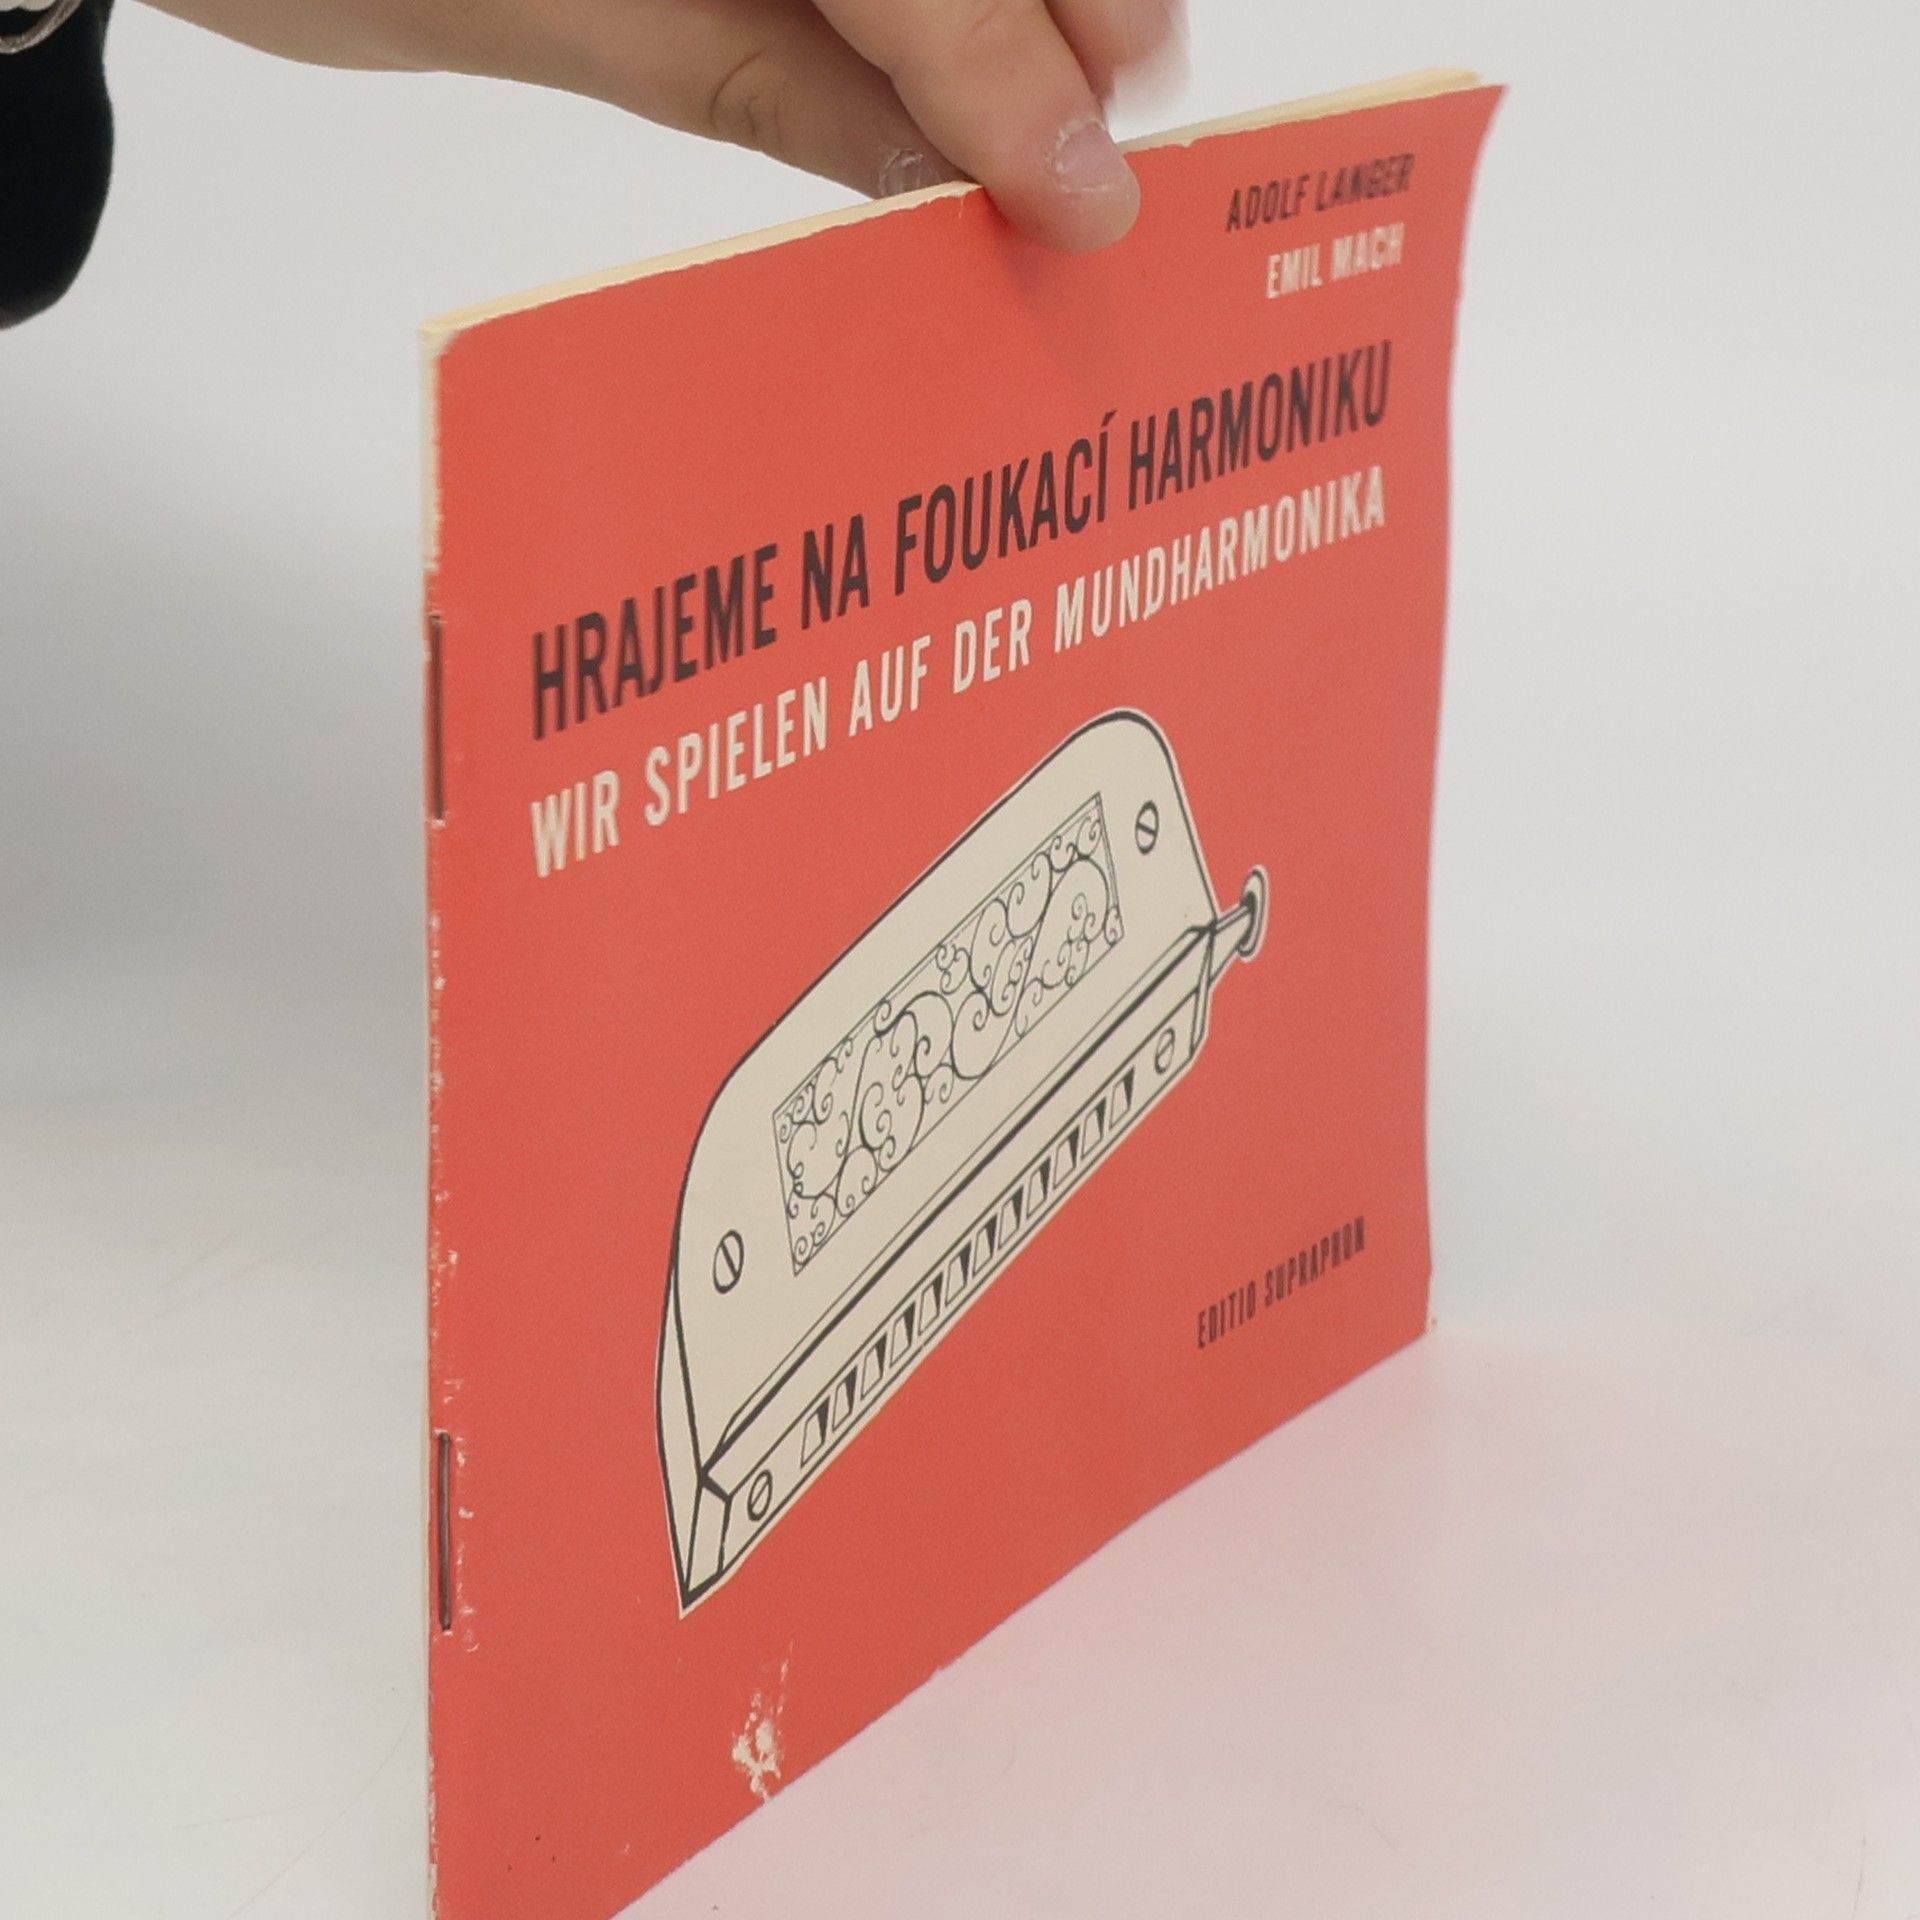 ADOLF LANGER
EMIL MACH
HRAJEME NA FOUKACÍ HARMONIKU
WIR SPIELEN AUF DER MUNDHARMONIKA
EDITIO SUPRAPHON